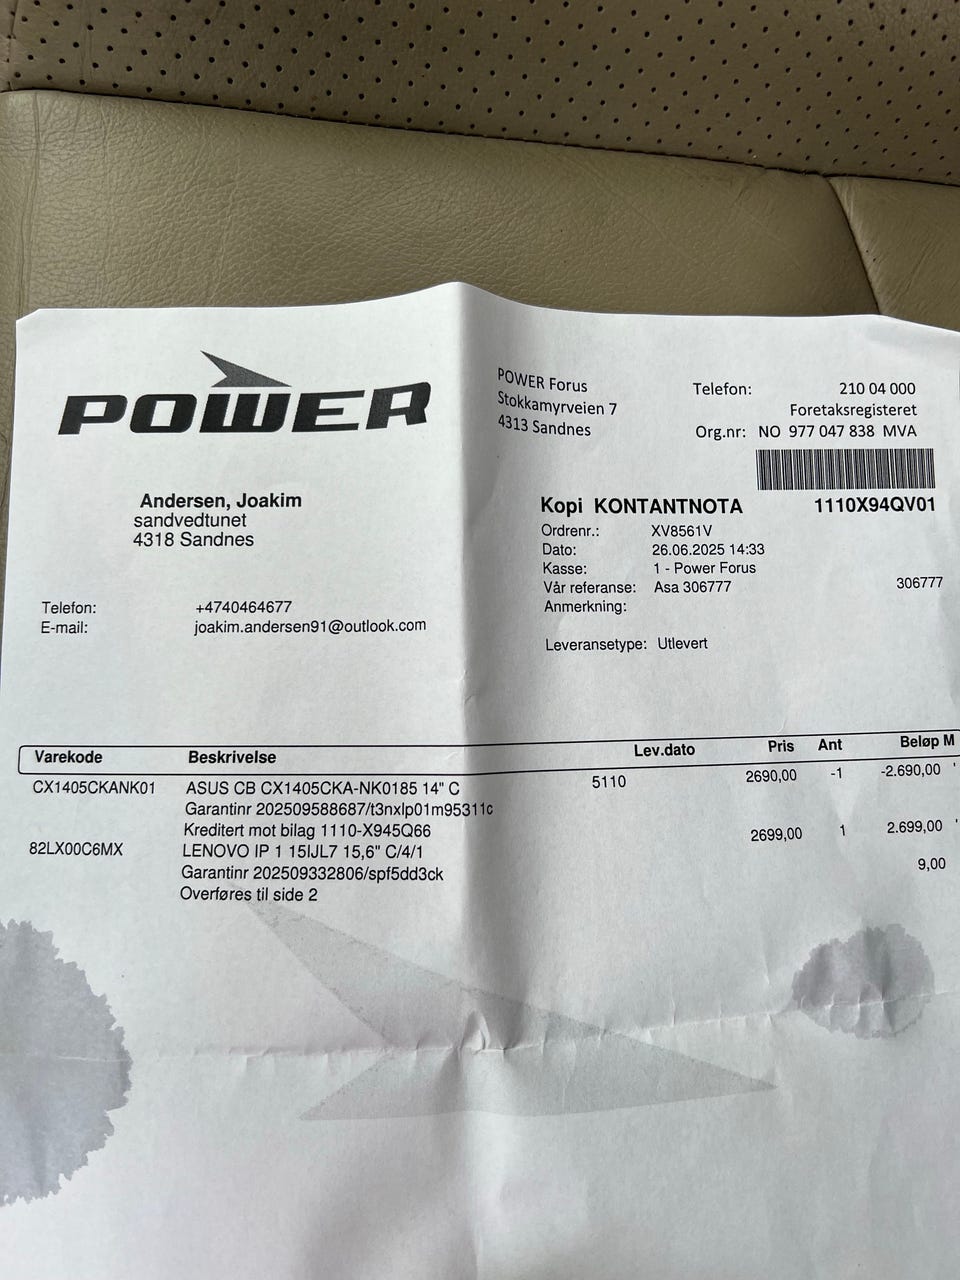 POWER
POWER Forus
Stokkamyrveien 7
4313 Sandnes
Telefon: 210 04 000
Foretaksregisteret
Org.nr: NO 977 047 838 MVA
Andersen, Joakim
sandvedtunet
4318 Sandnes
Telefon: +4740464677
E-mail: joakim.andersen91@outlook.com
Kopi KONTANTNOTA 1110X94QV01
Ordrenr.: XV8561V
Dato: 26.06.2025 14:33
Kasse: 1 - Power Forus
Vår referanse: Asa 306777 306777
Anmerkning:
Leveransetype: Utlevert
Varekode Beskrivelse Lev.dato Pris Ant Beløp M
CX1405CKANK01 ASUS CB CX1405CKA-NK0185 14" C 5110 2690,00 -1 -2.690,00
Garantinr 202509588687/t3nxlp01m95311c
Kreditert mot bilag 1110-X945Q66
82LX00C6MX LENOVO IP 1 15IJL7 15,6" C/4/1 2699,00 1 2.699,00
Garantinr 202509332806/spf5dd3ck
Overføres til side 2 9,00